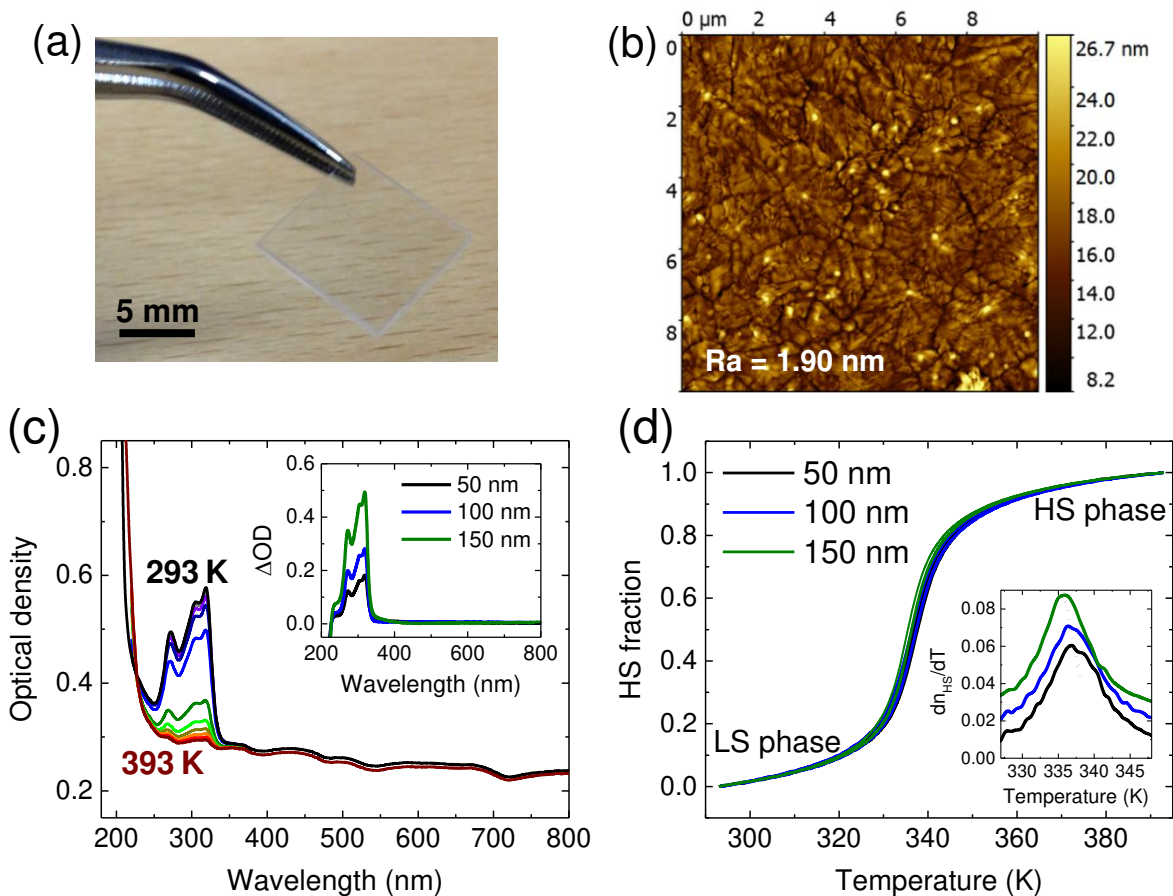 (a)
5 mm
(b)
0 µm 2 4 6 8
0
2
4
6
8
Ra = 1.90 nm
26.7 nm
24.0
22.0
20.0
18.0
16.0
14.0
12.0
8.2
(c)
Optical density
0.8
0.6
0.4
0.2
293 K
393 K
200 300 400 500 600 700 800
Wavelength (nm)
ΔOD
0.6
0.4
0.2
0.0
50 nm
100 nm
150 nm
200 400 600 800
Wavelength (nm)
(d)
HS fraction
1.0
0.8
0.6
0.4
0.2
0.0
50 nm
100 nm
150 nm
HS phase
LS phase
300 320 340 360 380
Temperature (K)
dnHS/dT
0.08
0.06
0.04
0.02
0.00
330 335 340 345
Temperature (K)